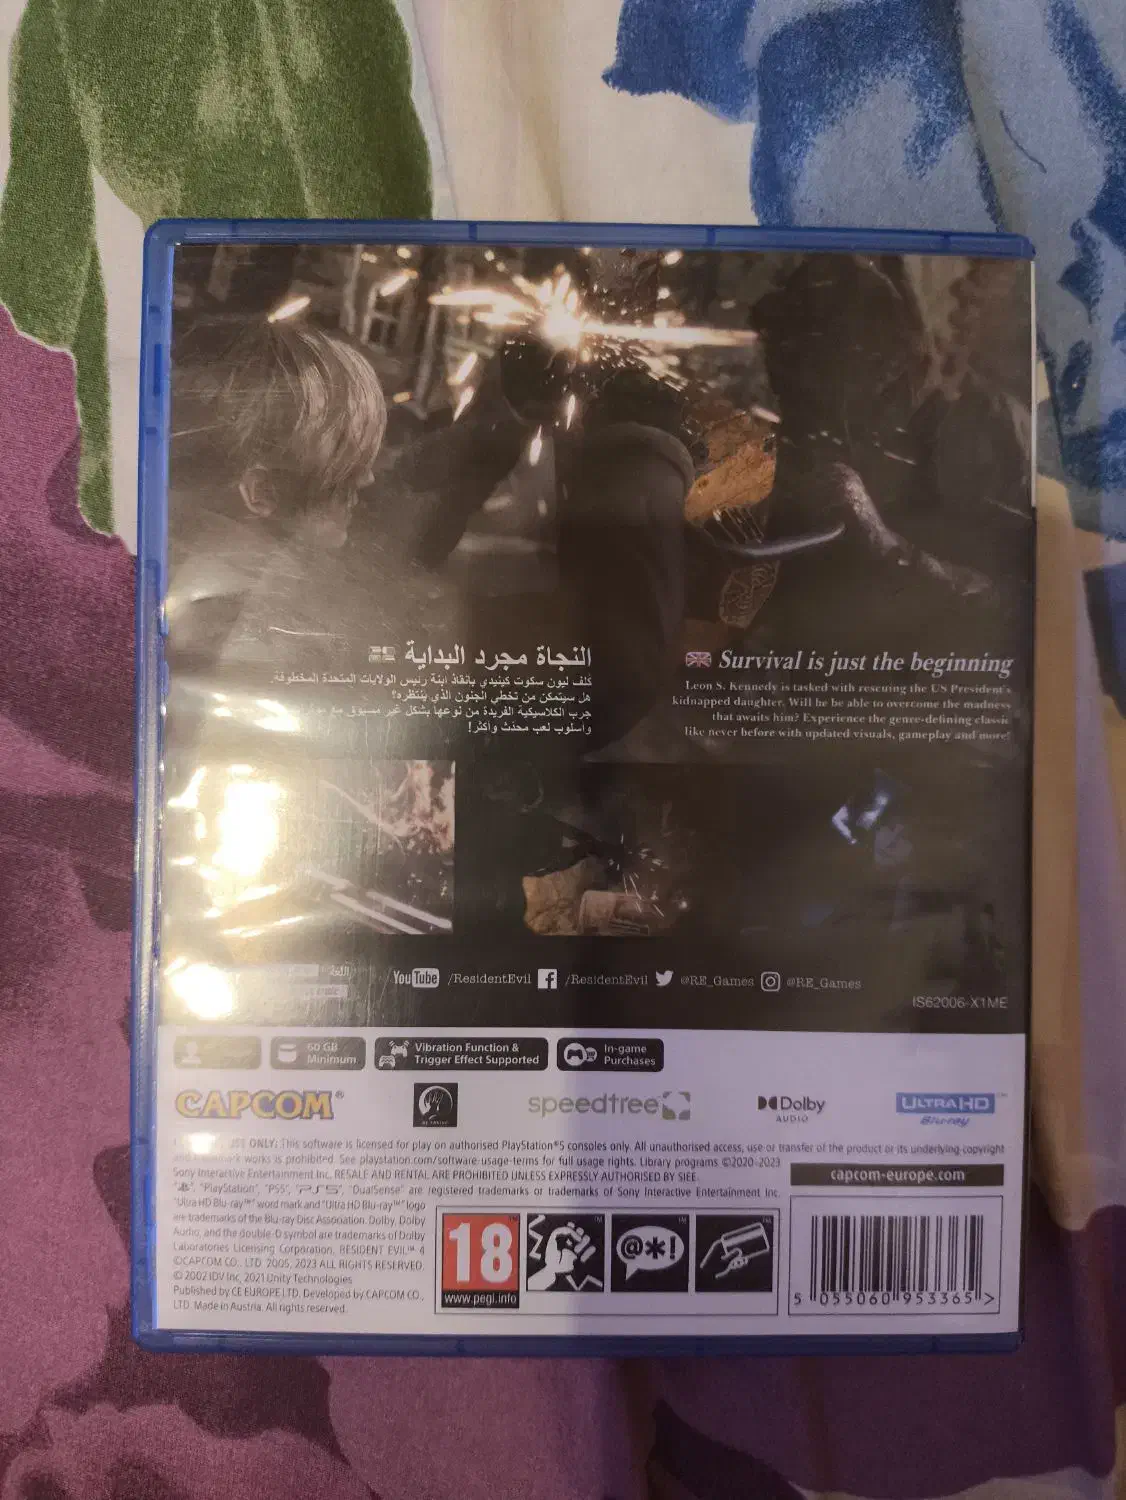 النجاة مجرد البداية
كُلف ليون سكوت كينيدي بإنقاذ ابنة رئيس الولايات المتحدة المخطوفة.
هل سيتمكن من تخطي الجنون الذي ينتظره؟
جرب الكلاسيكية الفريدة من نوعها بشكل غير مسبوق مع
وأسلوب لعب محدث وأكثر!
Survival is just the beginning
Leon S. Kennedy is tasked with rescuing the US President's
kidnapped daughter. Will he be able to overcome the madness
that awaits him? Experience the genre-defining classic
like never before with updated visuals, gameplay and more!
YouTube /ResidentEvil /ResidentEvil @RE_Games @RE_Games
IS62006-X1ME
60 GB
Minimum
Vibration Function &
Trigger Effect Supported
In-game
Purchases
CAPCOM®
speedtree
Dolby
AUDIO
ULTRA HD
Blu-ray™
USE ONLY: This software is licensed for play on authorised PlayStation®5 consoles only. All unauthorised access, use or transfer of the product or its underlying copyright
works is prohibited. See playstation.com/software-usage-terms for full usage rights. Library programs ©2020-2023
Sony Interactive Entertainment Inc. RESALE AND RENTAL ARE PROHIBITED UNLESS EXPRESSLY AUTHORISED BY SIEE.
"PlayStation", "PS5", "PS5", "DualSense" are registered trademarks or trademarks of Sony Interactive Entertainment Inc.
"Ultra HD Blu-ray™" word mark and "Ultra HD Blu-ray™" logo
are trademarks of the Blu-ray Disc Association. Dolby, Dolby
Audio, and the double-D symbol are trademarks of Dolby
Laboratories Licensing Corporation. RESIDENT EVIL™ 4
©CAPCOM CO., LTD. 2005, 2023 ALL RIGHTS RESERVED.
© 2002 IDV Inc, 2021 Unity Technologies
Published by CE EUROPE LTD. Developed by CAPCOM CO.,
LTD. Made in Austria. All rights reserved.
capcom-europe.com
18
www.pegi.info
@*!
5 055060 953365 >